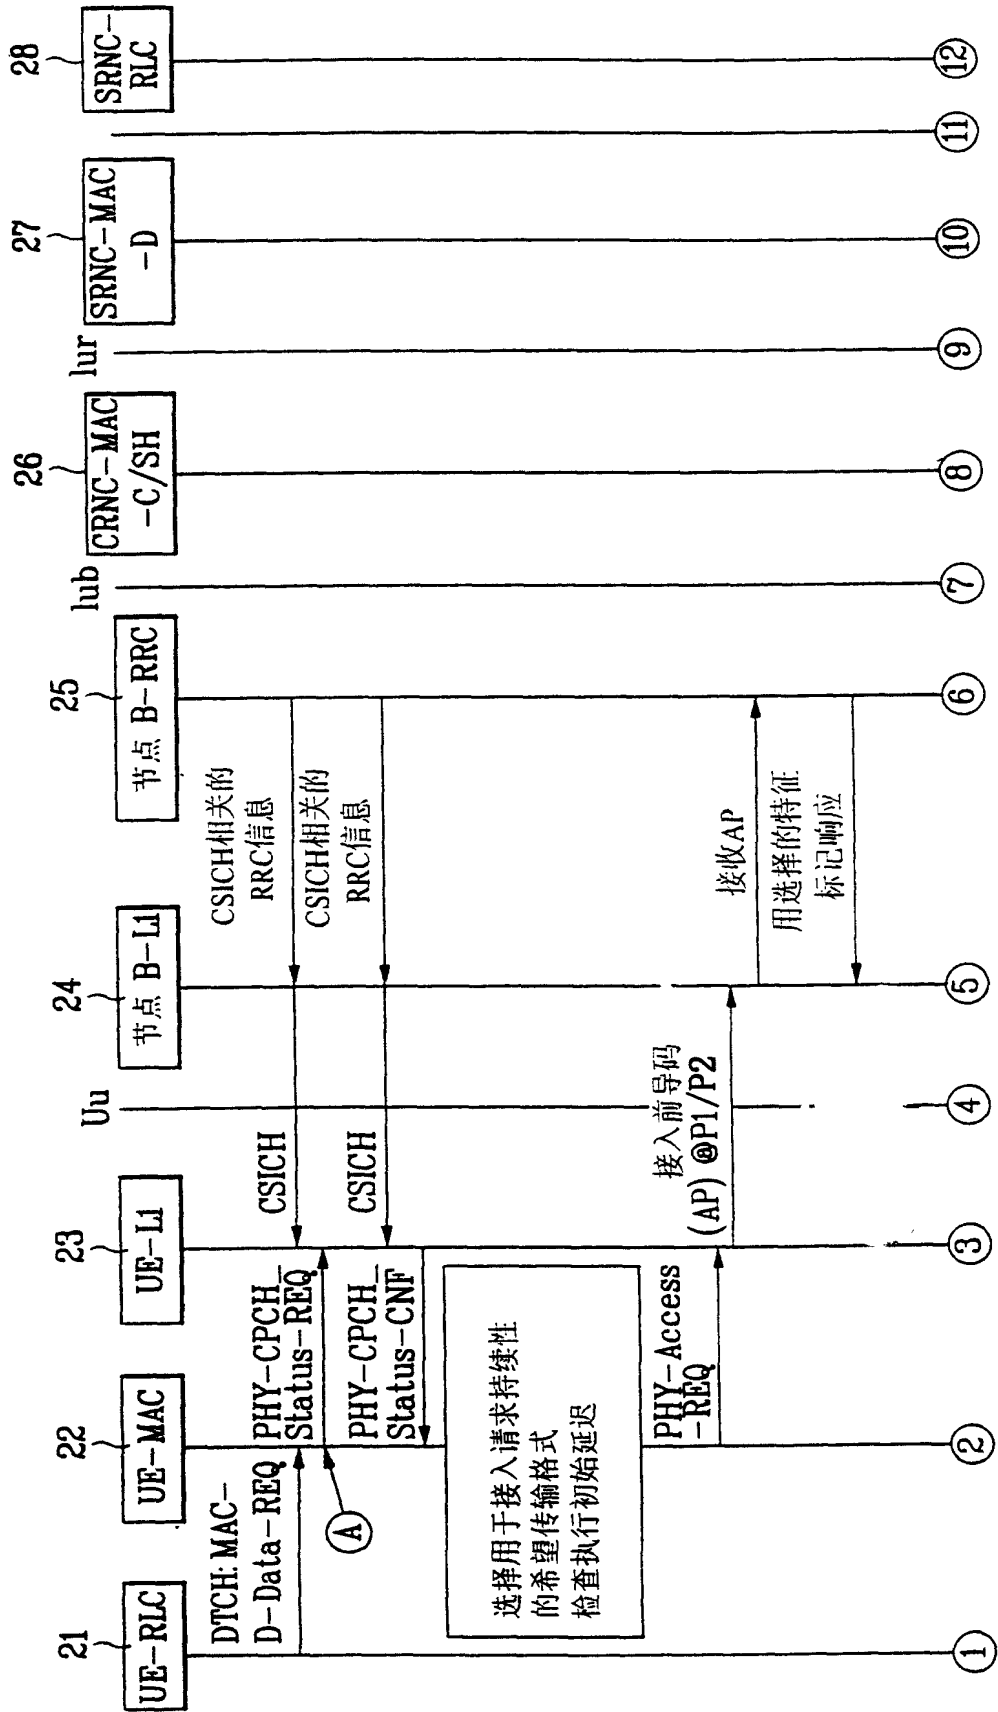 21
22
23
24
25
26
27
28
UE-RLC
UE-MAC
UE-L1
Uu
节点 B-L1
节点 B-RRC
Iub
CRNC-MAC
-C/SH
Iur
SRNC-MAC
-D
SRNC-
RLC
DTCH:MAC-
D-Data-REQ
PHY-CPCH_
Status-REQ
CSICH
CSICH相关的
RRC信息
A
PHY-CPCH_
Status-CNF
CSICH
CSICH相关的
RRC信息
选择用于接入请求持续性
的希望传输格式
检查执行初始延迟
PHY-Access
-REQ
接入前导码
(AP) @P1/P2
接收AP
用选择的特征
标记响应
1
2
3
4
5
6
7
8
9
10
11
12